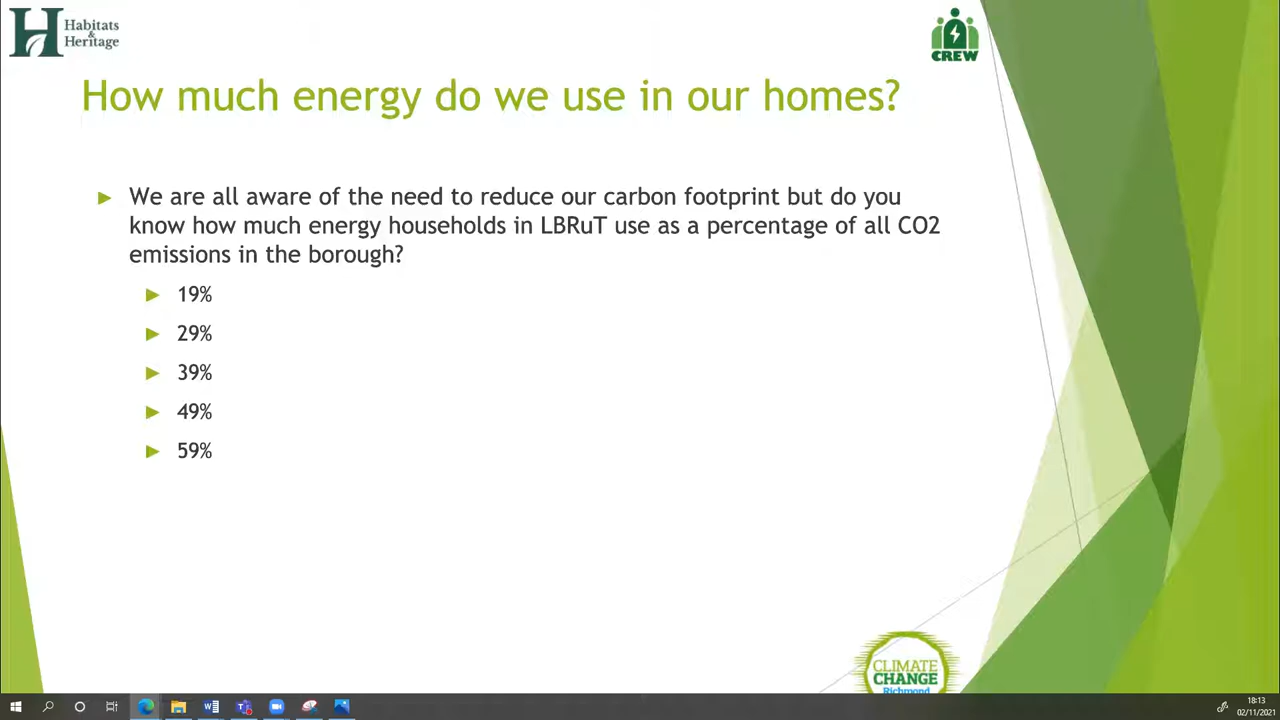 Habitats
&
Heritage
CREW
How much energy do we use in our homes?
We are all aware of the need to reduce our carbon footprint but do you
know how much energy households in LBRuT use as a percentage of all CO2
emissions in the borough?
19%
29%
39%
49%
59%
CLIMATE
CHANGE
Richmond
18:13
02/11/2021